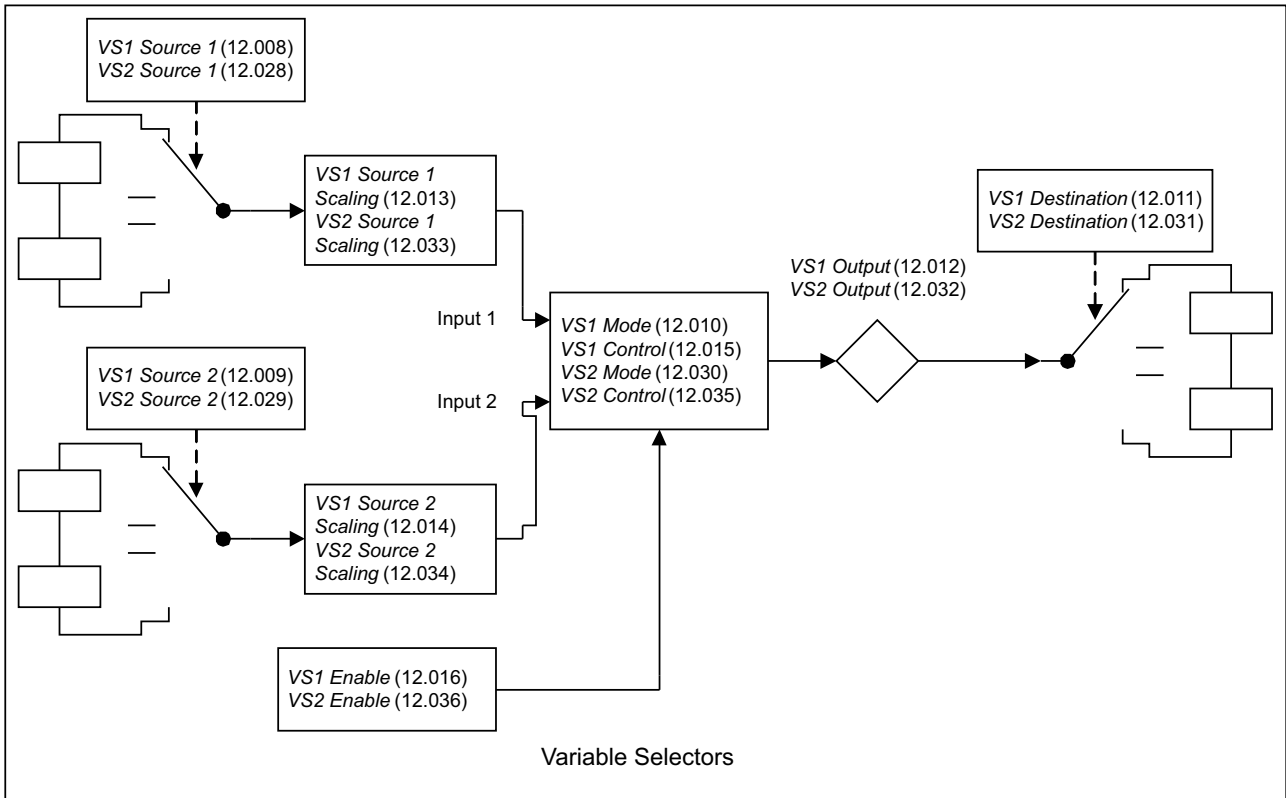 VS1 Source 1 (12.008)
VS2 Source 1 (12.028)
VS1 Source 1
Scaling (12.013)
VS2 Source 1
Scaling (12.033)
VS1 Destination (12.011)
VS2 Destination (12.031)
VS1 Output (12.012)
VS2 Output (12.032)
Input 1
VS1 Mode (12.010)
VS1 Control (12.015)
VS2 Mode (12.030)
VS2 Control (12.035)
Input 2
VS1 Source 2 (12.009)
VS2 Source 2 (12.029)
VS1 Source 2
Scaling (12.014)
VS2 Source 2
Scaling (12.034)
VS1 Enable (12.016)
VS2 Enable (12.036)
Variable Selectors